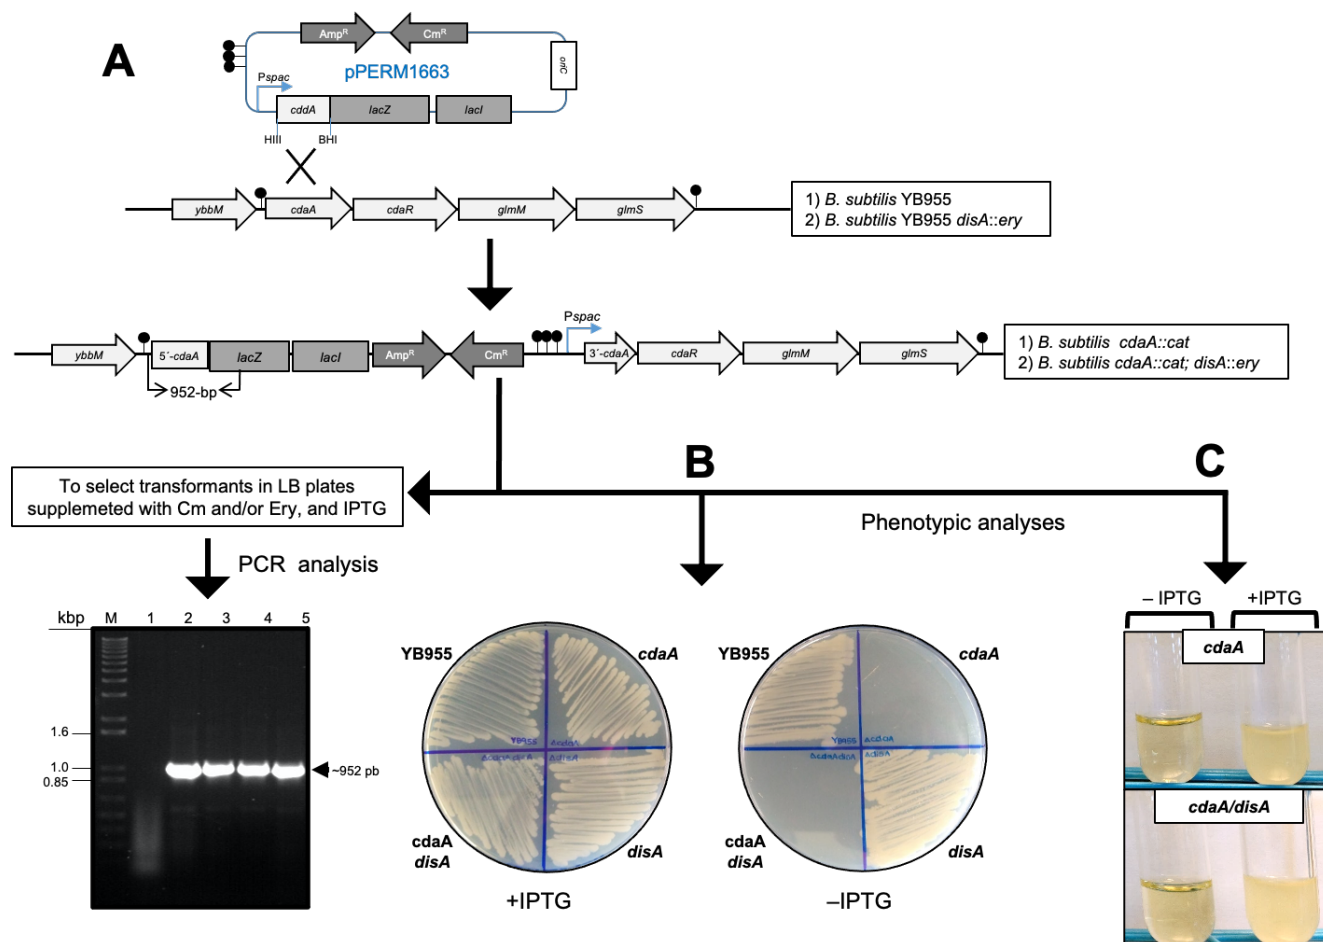 A
Amp^R
Cm^R
oriC
pPERM1663
Pspac
cddA
lacZ
lacI
HIII
BHI
ybbM
cdaA
cdaR
glmM
glmS
1) B. subtilis YB955
2) B. subtilis YB955 disA::ery
Pspac
ybbM
5´-cdaA
lacZ
lacI
Amp^R
Cm^R
3´-cdaA
cdaR
glmM
glmS
952-bp
1) B. subtilis cdaA::cat
2) B. subtilis cdaA::cat; disA::ery
To select transformants in LB plates
supplemeted with Cm and/or Ery, and IPTG
B
C
Phenotypic analyses
PCR analysis
kbp M 1 2 3 4 5
1.6
1.0
0.85
~952 pb
YB955
cdaA
YB955
cdaA
cdaA
disA
disA
cdaA
disA
disA
+IPTG
–IPTG
– IPTG
+IPTG
cdaA
cdaA/disA